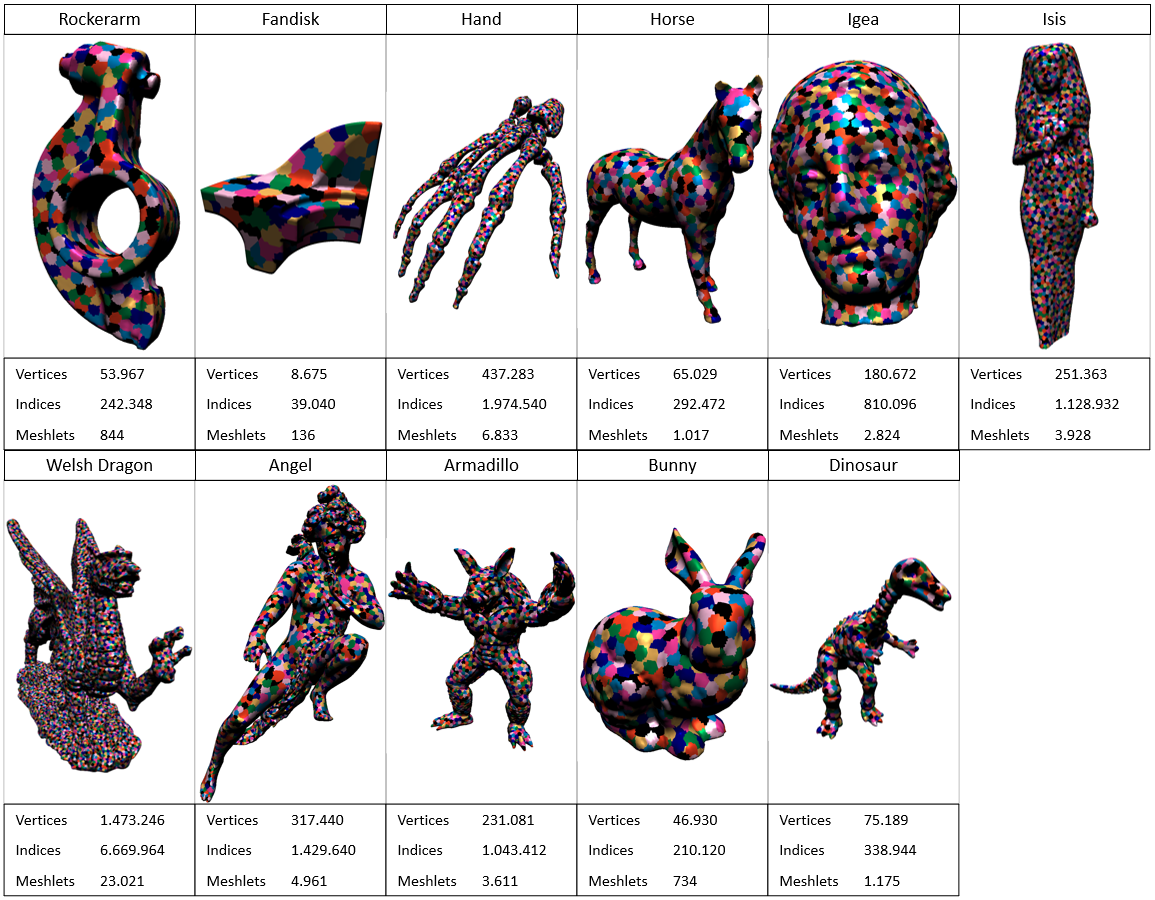 Rockerarm Fandisk Hand Horse Igea Isis
Vertices 53.967 Vertices 8.675 Vertices 437.283 Vertices 65.029 Vertices 180.672 Vertices 251.363
Indices 242.348 Indices 39.040 Indices 1.974.540 Indices 292.472 Indices 810.096 Indices 1.128.932
Meshlets 844 Meshlets 136 Meshlets 6.833 Meshlets 1.017 Meshlets 2.824 Meshlets 3.928
Welsh Dragon Angel Armadillo Bunny Dinosaur
Vertices 1.473.246 Vertices 317.440 Vertices 231.081 Vertices 46.930 Vertices 75.189
Indices 6.669.964 Indices 1.429.640 Indices 1.043.412 Indices 210.120 Indices 338.944
Meshlets 23.021 Meshlets 4.961 Meshlets 3.611 Meshlets 734 Meshlets 1.175